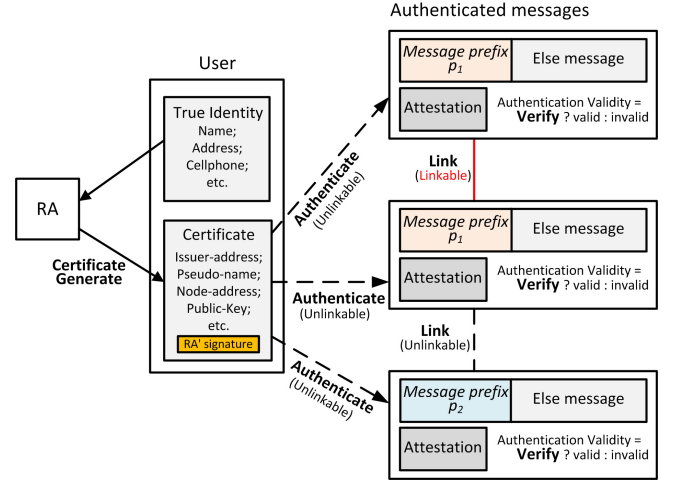 Authenticated messages
User
True Identity
Name;
Address;
Cellphone;
etc.
RA
Certificate
Generate
Certificate
Issuer-address;
Pseudo-name;
Node-address;
Public-Key;
etc.
RA' signature
Authenticate
(Unlinkable)
Authenticate
(Unlinkable)
Authenticate
(Unlinkable)
Message prefix
p1
Else message
Attestation
Authentication Validity =
Verify ? valid : invalid
Link
(Linkable)
Message prefix
p1
Else message
Attestation
Authentication Validity =
Verify ? valid : invalid
Link
(Unlinkable)
Message prefix
p2
Else message
Attestation
Authentication Validity =
Verify ? valid : invalid